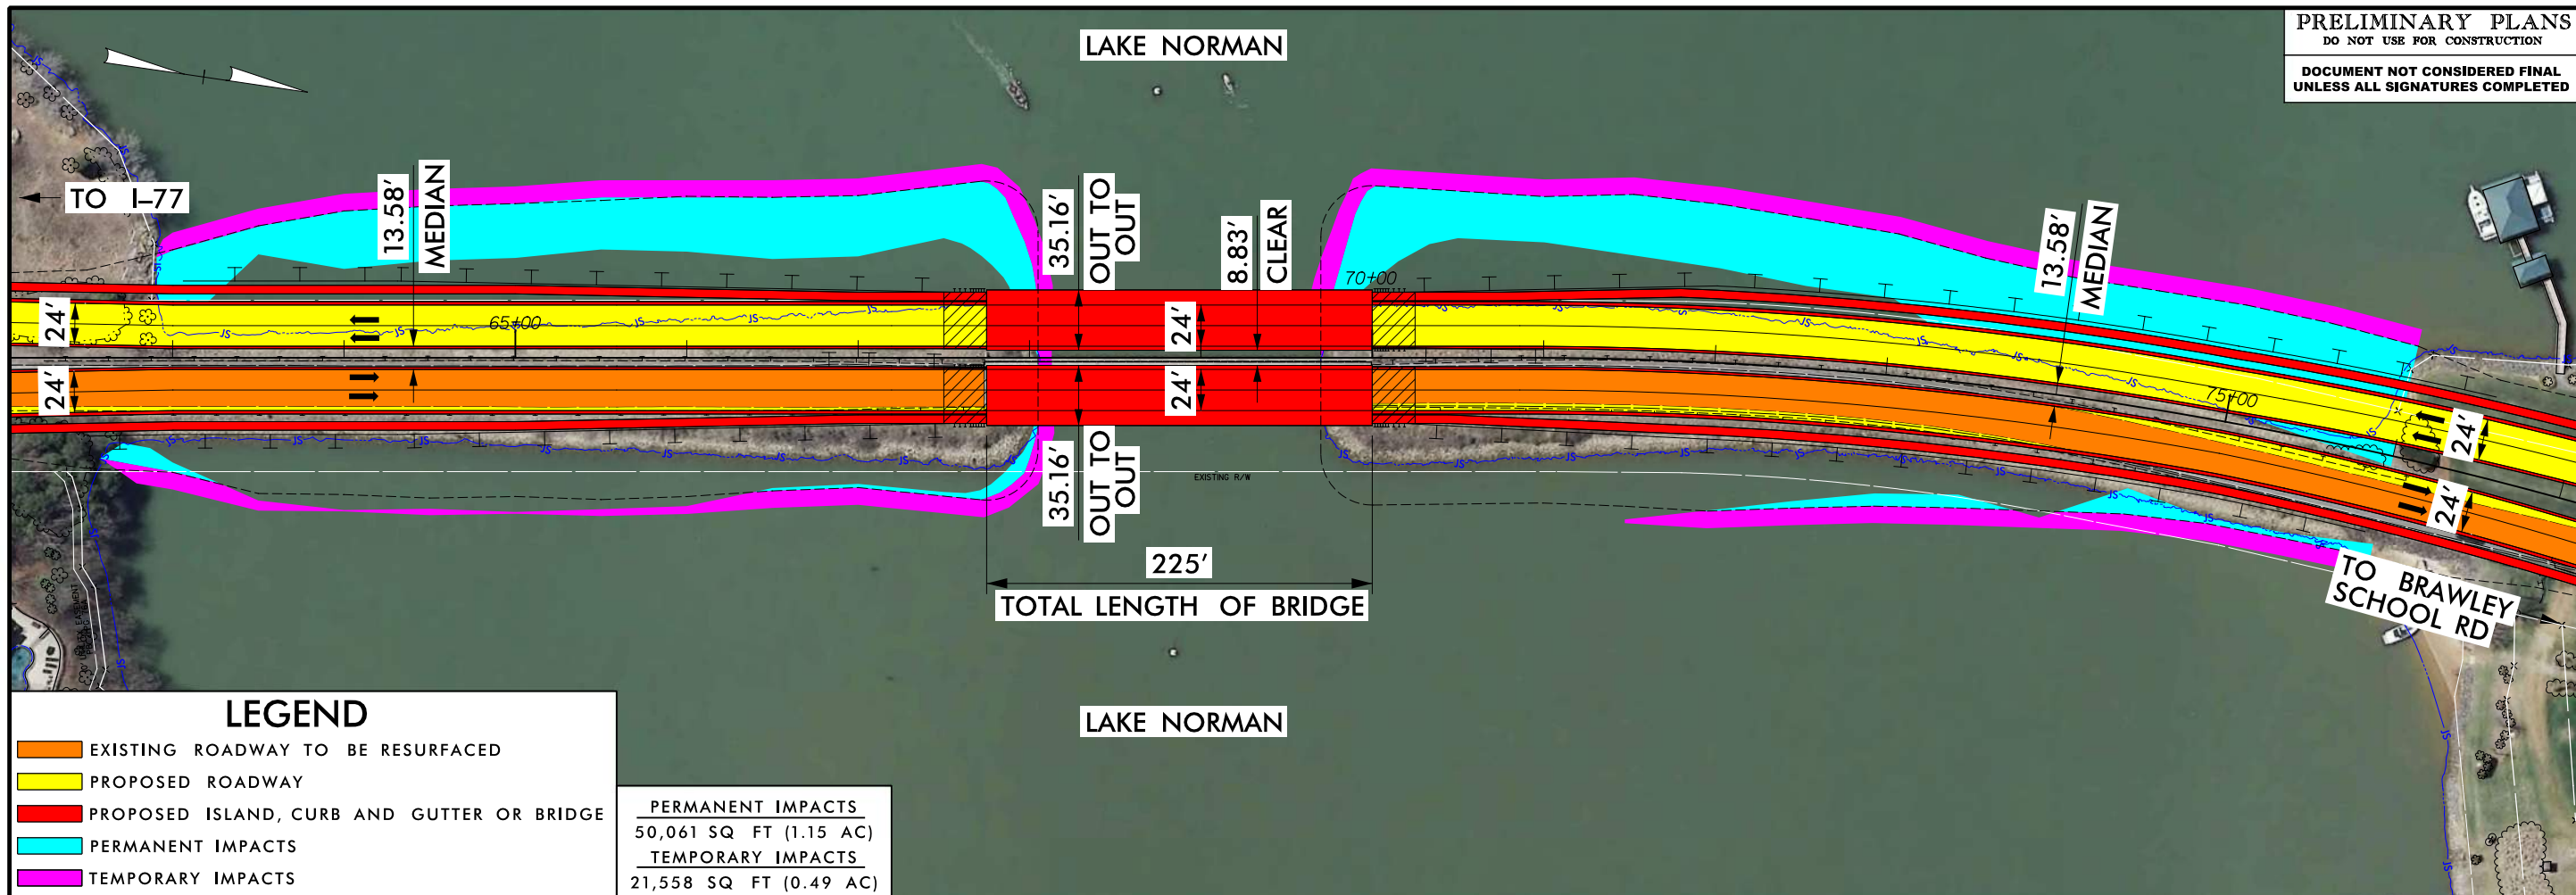 PRELIMINARY PLANS
DO NOT USE FOR CONSTRUCTION
DOCUMENT NOT CONSIDERED FINAL
UNLESS ALL SIGNATURES COMPLETED
LAKE NORMAN
TO I-77
13.58'
MEDIAN
35.16'
OUT TO
OUT
8.83'
CLEAR
70+00
13.58'
MEDIAN
24'
65+00
24'
24'
24'
75+00
24'
24'
35.16'
OUT TO
OUT
EXISTING R/W
225'
TOTAL LENGTH OF BRIDGE
TO BRAWLEY
SCHOOL RD
LAKE NORMAN
LEGEND
EXISTING ROADWAY TO BE RESURFACED
PROPOSED ROADWAY
PROPOSED ISLAND, CURB AND GUTTER OR BRIDGE
PERMANENT IMPACTS
TEMPORARY IMPACTS
PERMANENT IMPACTS
50,061 SQ FT (1.15 AC)
TEMPORARY IMPACTS
21,558 SQ FT (0.49 AC)